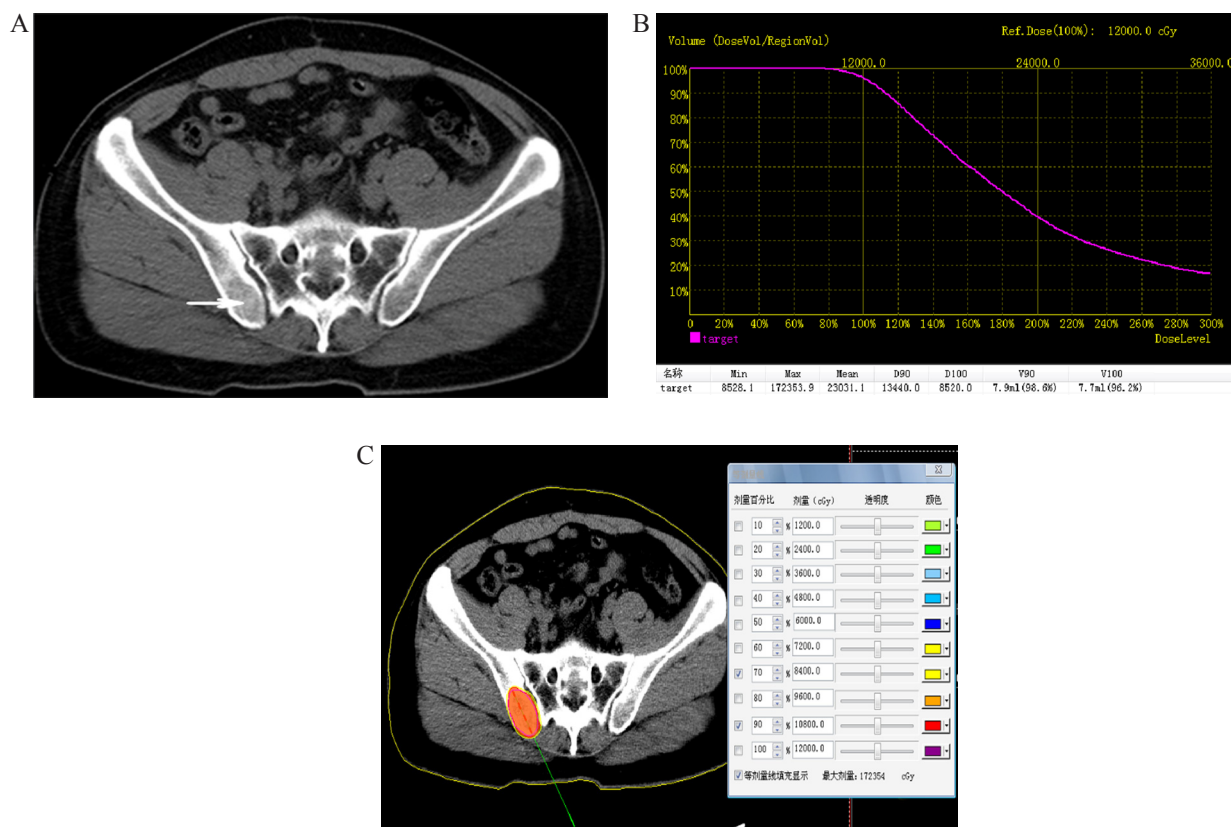 A
B
Volume (DoseVol/RegionVol)
Ref.Dose(100%): 12000.0 cGy
12000.0 24000.0 36000.0
100%
90%
80%
70%
60%
50%
40%
30%
20%
10%
0 20% 40% 60% 80% 100% 120% 140% 160% 180% 200% 220% 240% 260% 280% 300%
target
DoseLevel
名称 Min Max Mean D90 D100 V90 V100
target 8528.1 172353.9 23031.1 13440.0 8520.0 7.9ml(98.6%) 7.7ml(96.2%)
C
剂量百分比 剂量(cGy) 透明度 颜色
10 % 1200.0
20 % 2400.0
30 % 3600.0
40 % 4800.0
50 % 6000.0
60 % 7200.0
70 % 8400.0
80 % 9600.0
90 % 10800.0
100 % 12000.0
等剂量线填充显示 最大剂量:172354 cGy